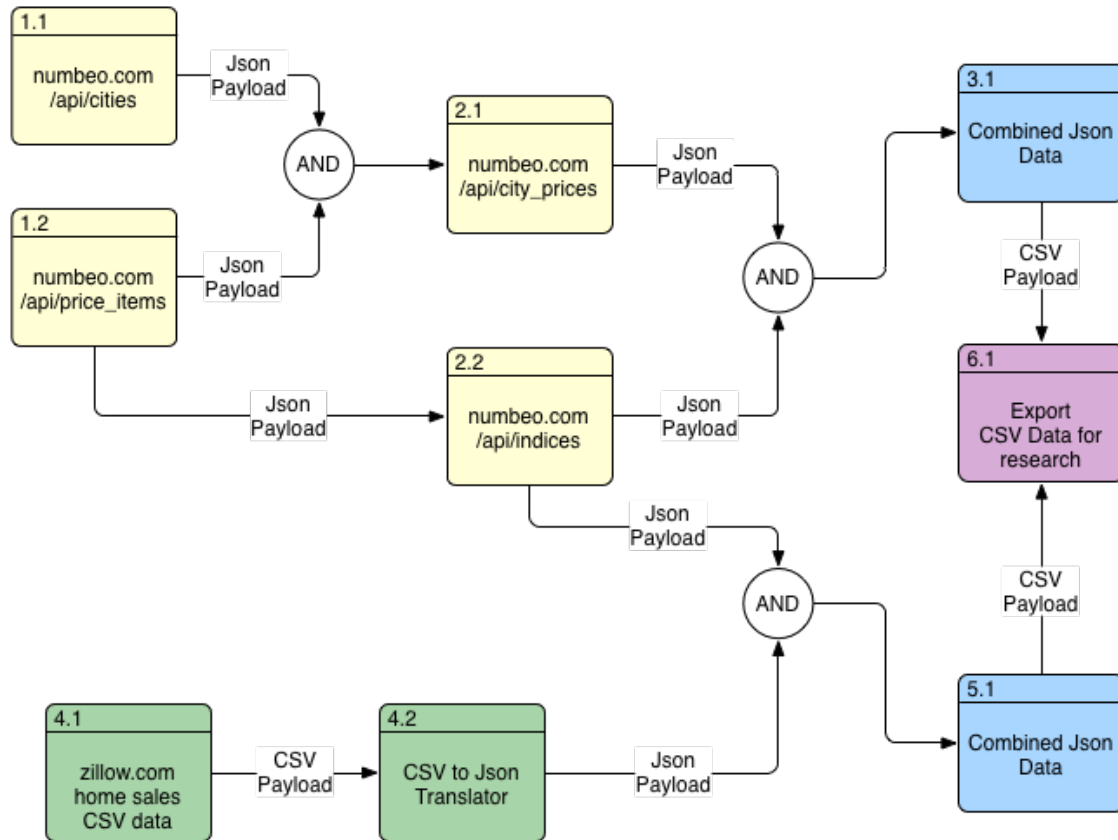 1.1
numbeo.com
/api/cities
Json
Payload
1.2
numbeo.com
/api/price_items
Json
Payload
AND
2.1
numbeo.com
/api/city_prices
Json
Payload
Json
Payload
2.2
numbeo.com
/api/indices
Json
Payload
AND
3.1
Combined Json
Data
CSV
Payload
6.1
Export
CSV Data for
research
Json
Payload
AND
4.1
zillow.com
home sales
CSV data
CSV
Payload
4.2
CSV to Json
Translator
Json
Payload
CSV
Payload
5.1
Combined Json
Data